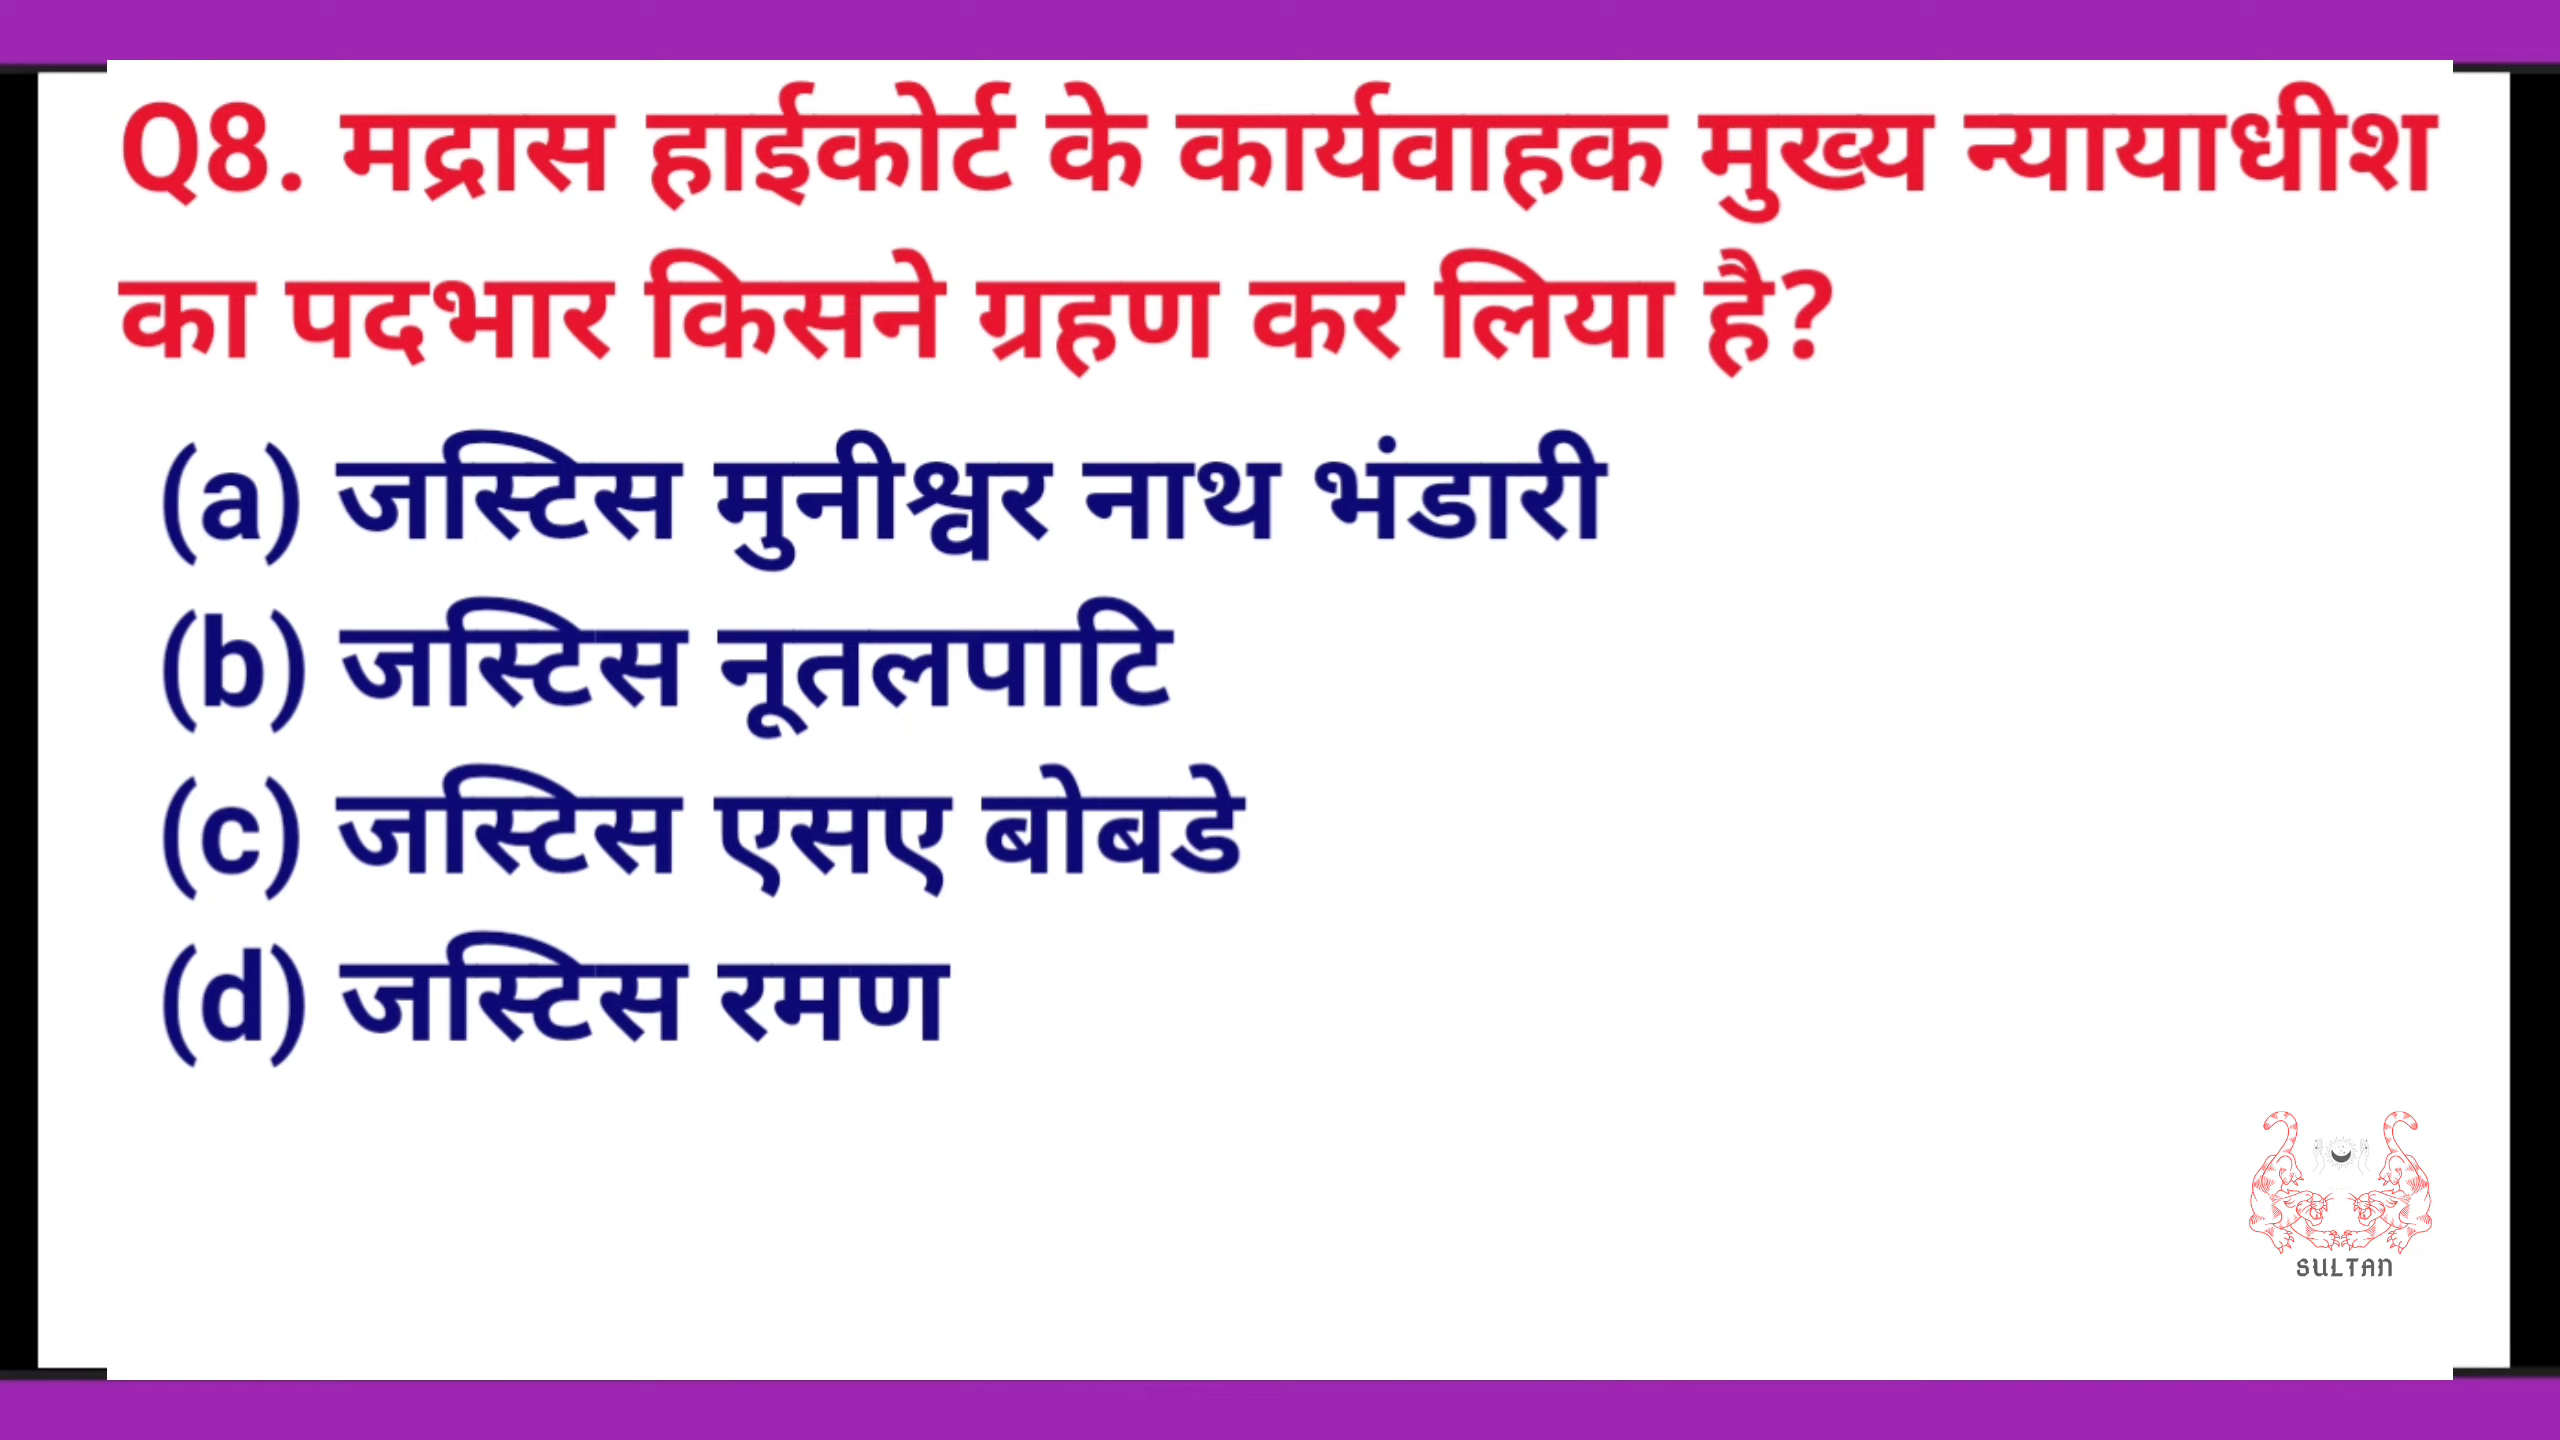 Q8. मद्रास हाईकोर्ट के कार्यवाहक मुख्य न्यायाधीश
का पदभार किसने ग्रहण कर लिया है?
(a) जस्टिस मुनीश्वर नाथ भंडारी
(b) जस्टिस नूतलपाटि
(c) जस्टिस एसए बोबडे
(d) जस्टिस रमण
SULTAN